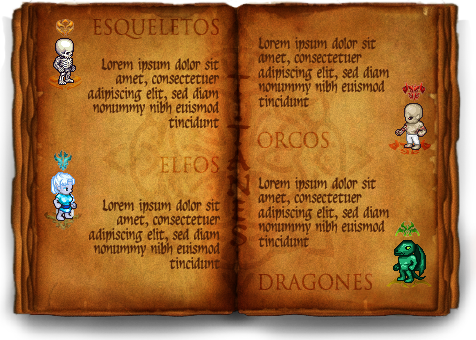 ESQUELETOS
Lorem ipsum dolor sit
amet, consectetuer
adipiscing elit, sed diam
nonummy nibh euismod
tincidunt
ELFOS
Lorem ipsum dolor sit
amet, consectetuer
adipiscing elit, sed diam
nonummy nibh euismod
tincidunt
Lorem ipsum dolor sit
amet, consectetuer
adipiscing elit, sed diam
nonummy nibh euismod
tincidunt
ORCOS
Lorem ipsum dolor sit
amet, consectetuer
adipiscing elit, sed diam
nonummy nibh euismod
tincidunt
DRAGONES